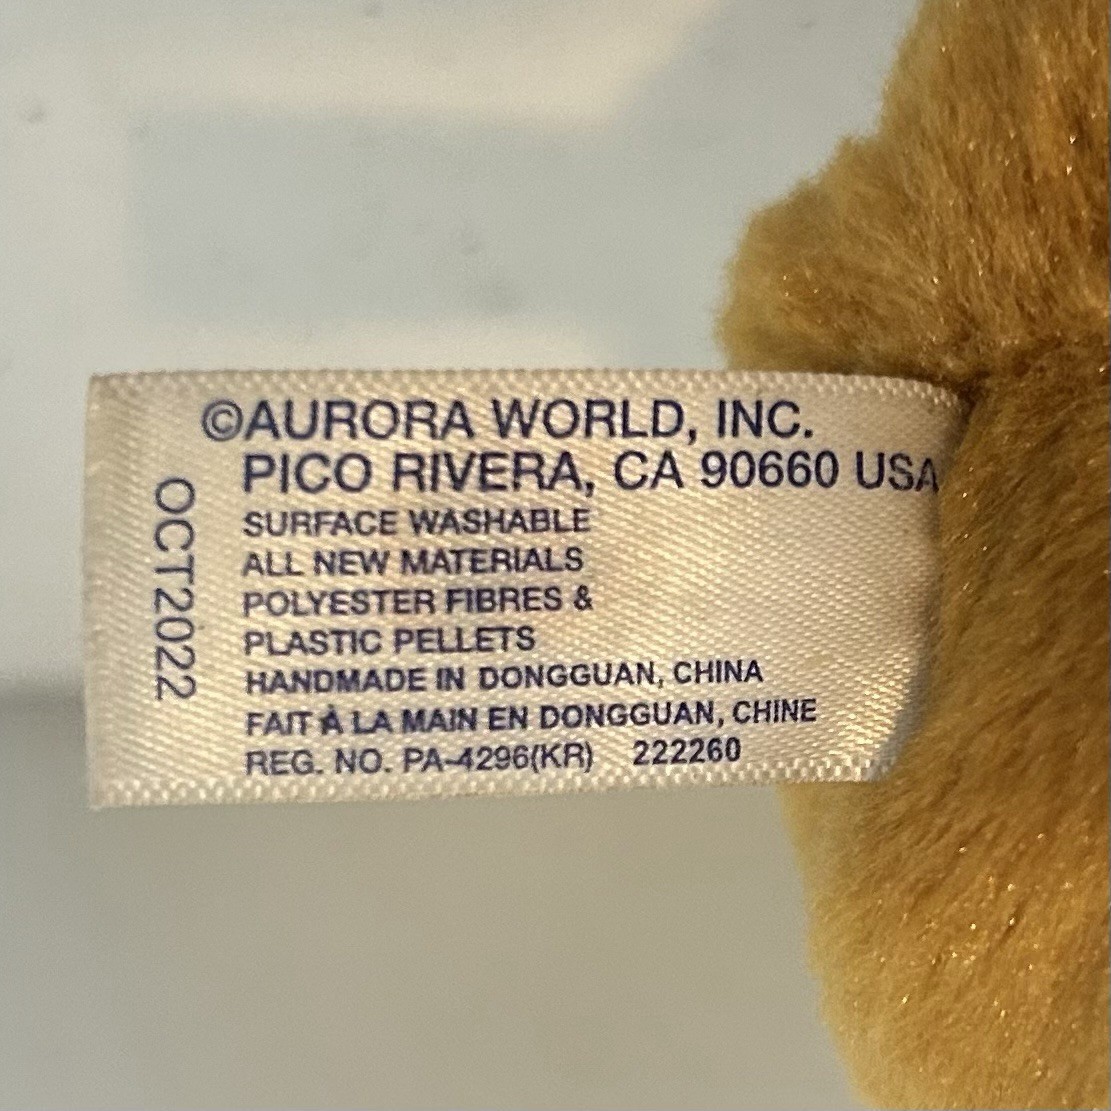 ©AURORA WORLD, INC.
PICO RIVERA, CA 90660 USA
SURFACE WASHABLE
ALL NEW MATERIALS
POLYESTER FIBRES &
PLASTIC PELLETS
HANDMADE IN DONGGUAN, CHINA
FAIT À LA MAIN EN DONGGUAN, CHINE
REG. NO. PA-4296(KR) 222260
OCT2022